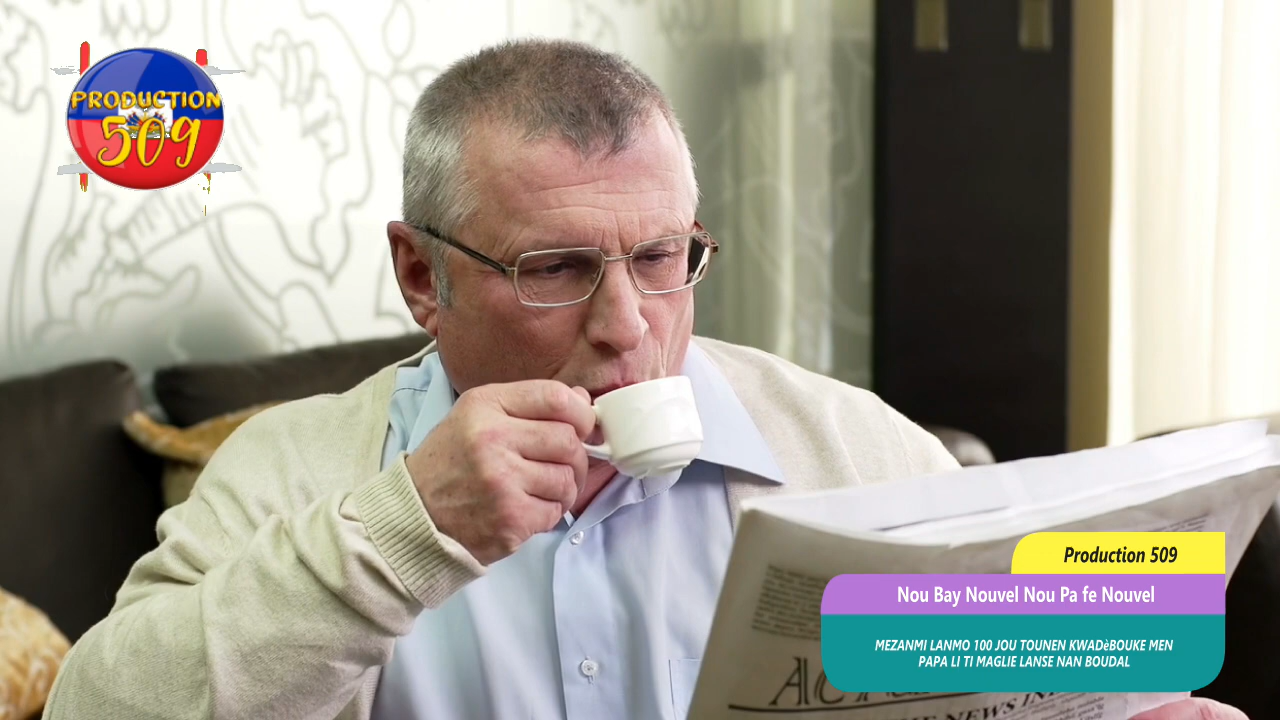 PRODUCTION
509
Production 509
Nou Bay Nouvel Nou Pa fe Nouvel
MEZANMI LANMO 100 JOU TOUNEN KWADèBOUKE MEN
PAPA LI TI MAGLIE LANSE NAN BOUDAL
NEWS